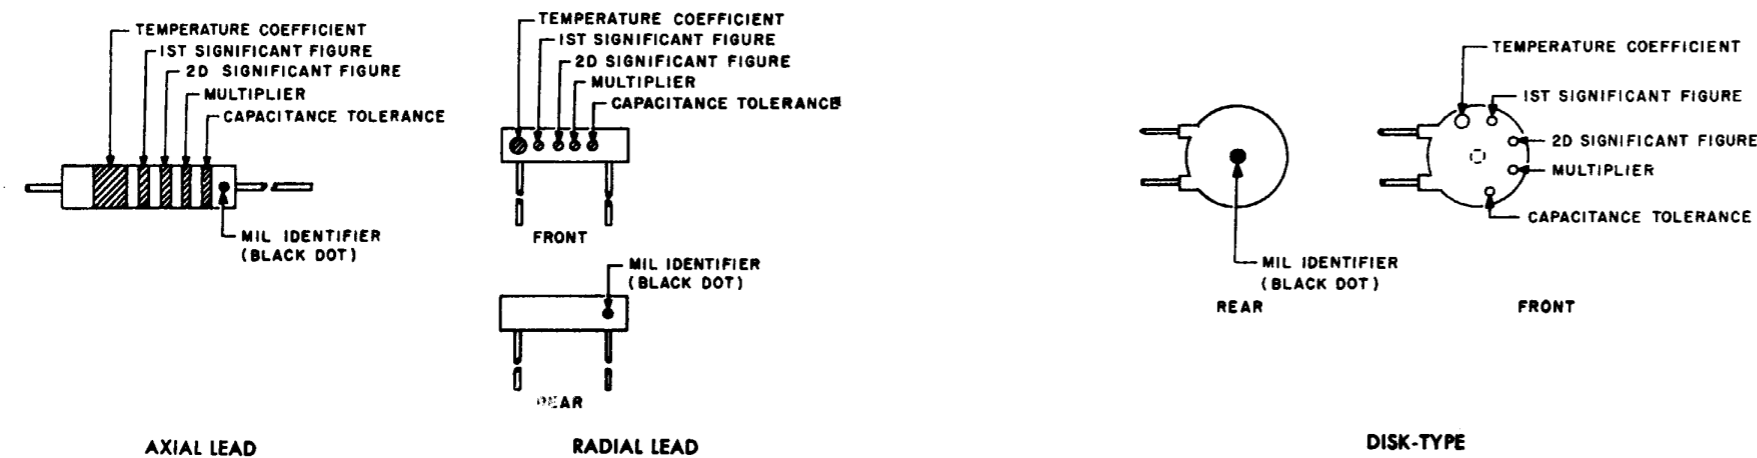 TEMPERATURE COEFFICIENT
1ST SIGNIFICANT FIGURE
2D SIGNIFICANT FIGURE
MULTIPLIER
CAPACITANCE TOLERANCE
MIL IDENTIFIER
(BLACK DOT)
AXIAL LEAD
TEMPERATURE COEFFICIENT
1ST SIGNIFICANT FIGURE
2D SIGNIFICANT FIGURE
MULTIPLIER
CAPACITANCE TOLERANCE
FRONT
MIL IDENTIFIER
(BLACK DOT)
REAR
RADIAL LEAD
MIL IDENTIFIER
(BLACK DOT)
REAR
TEMPERATURE COEFFICIENT
1ST SIGNIFICANT FIGURE
2D SIGNIFICANT FIGURE
MULTIPLIER
CAPACITANCE TOLERANCE
FRONT
DISK-TYPE